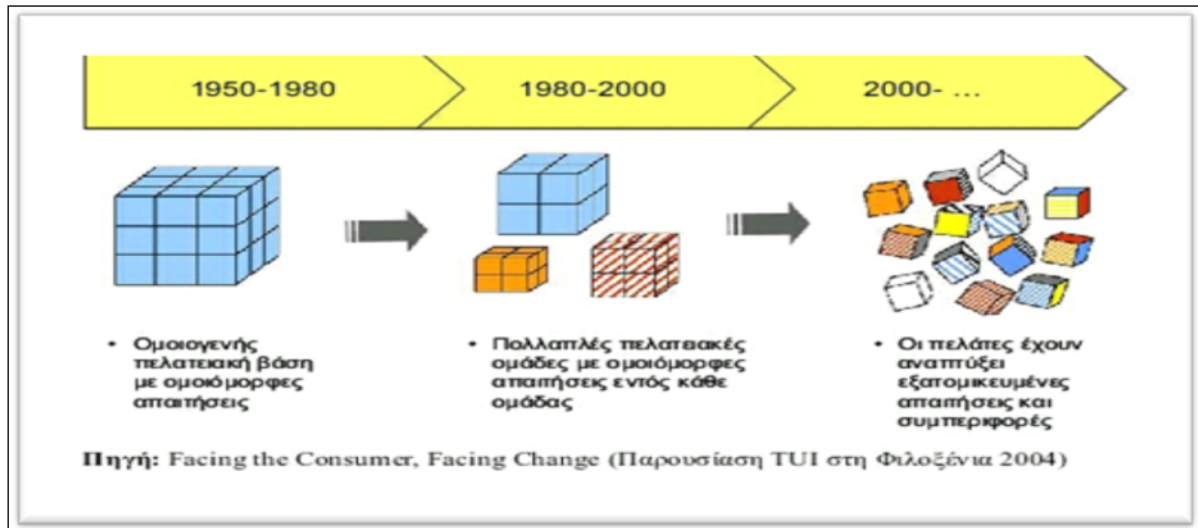 1950-1980
1980-2000
2000- ...
• Ομοιογενής
πελατειακή βάση
με ομοιόμορφες
απαιτήσεις
• Πολλαπλές πελατειακές
ομάδες με ομοιόμορφες
απαιτήσεις εντός κάθε
ομάδας
• Οι πελάτες έχουν
αναπτύξει
εξατομικευμένες
απαιτήσεις και
συμπεριφορές
Πηγή: Facing the Consumer, Facing Change (Παρουσίαση TUI στη Φιλοξένια 2004)